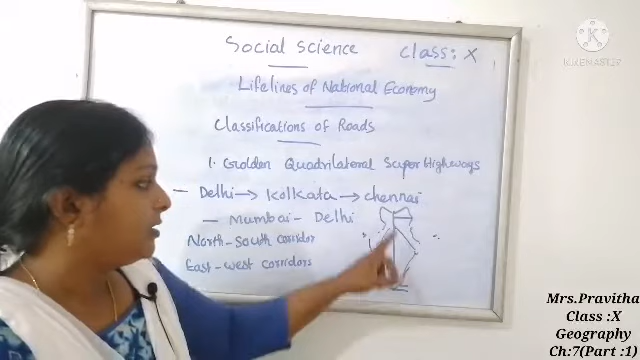 Social science class: X
Lifelines of National Economy
Classifications of Roads
1. Golden Quadrilateral Super Highways
- Delhi → Kolkata → chennai
- Mumbai - Delhi
North-south corridor
East-west corridors
KINEMASTER
Mrs.Pravitha
Class :X
Geography
Ch:7(Part :1)